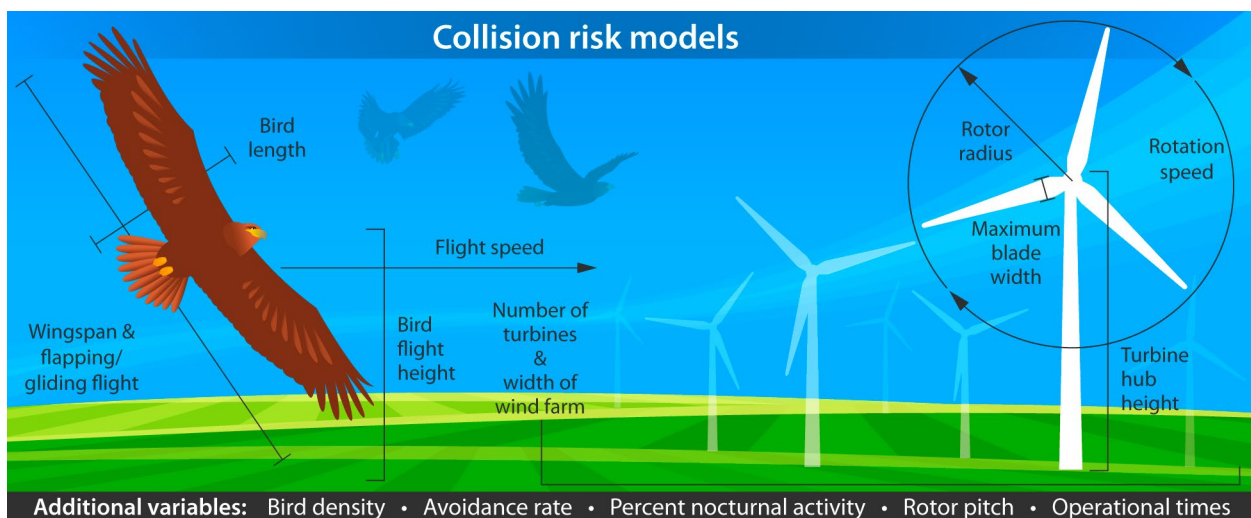 Collision risk models
Bird
length
Flight speed
Wingspan &
flapping/
gliding flight
Bird
flight
height
Number of
turbines
&
width of
wind farm
Rotor
radius
Rotation
speed
Maximum
blade
width
Turbine
hub
height
Additional variables: Bird density • Avoidance rate • Percent nocturnal activity • Rotor pitch • Operational times